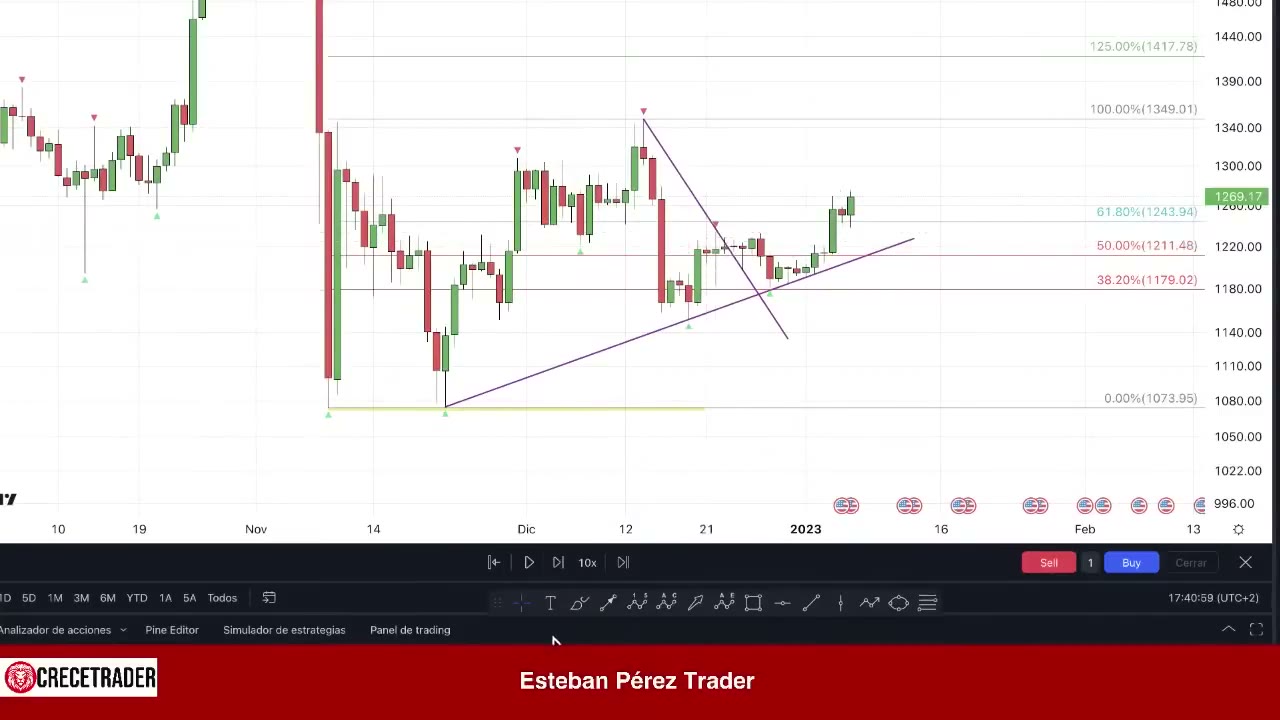 1480.00
125.00%(1417.78)
1440.00
1390.00
100.00%(1349.01)
1340.00
1300.00
1269.17
1260.00
61.80%(1243.94)
1220.00
50.00%(1211.48)
38.20%(1179.02)
1180.00
1140.00
1110.00
0.00%(1073.95)
1080.00
1050.00
1022.00
996.00
10 19 Nov 14 Dic 12 21 2023 16 Feb 13
10x
Sell 1 Buy Cerrar
1D 5D 1M 3M 6M YTD 1A 5A Todos
17:40:59 (UTC+2)
Analizador de acciones Pine Editor Simulador de estrategias Panel de trading
CRECETRADER
Esteban Pérez Trader